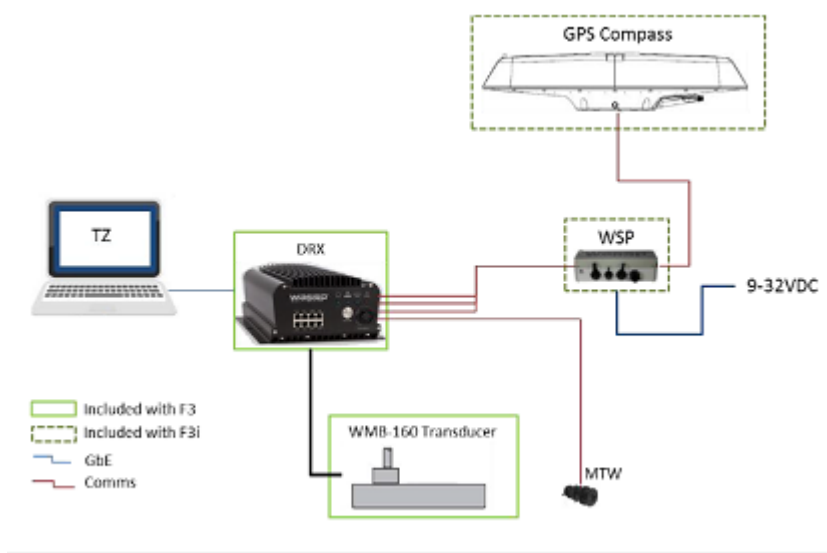 GPS Compass
TZ
DRX
WSP
9-32VDC
WASSP
Included with F3
Included with F3i
GbE
Comms
WMB-160 Transducer
MTW